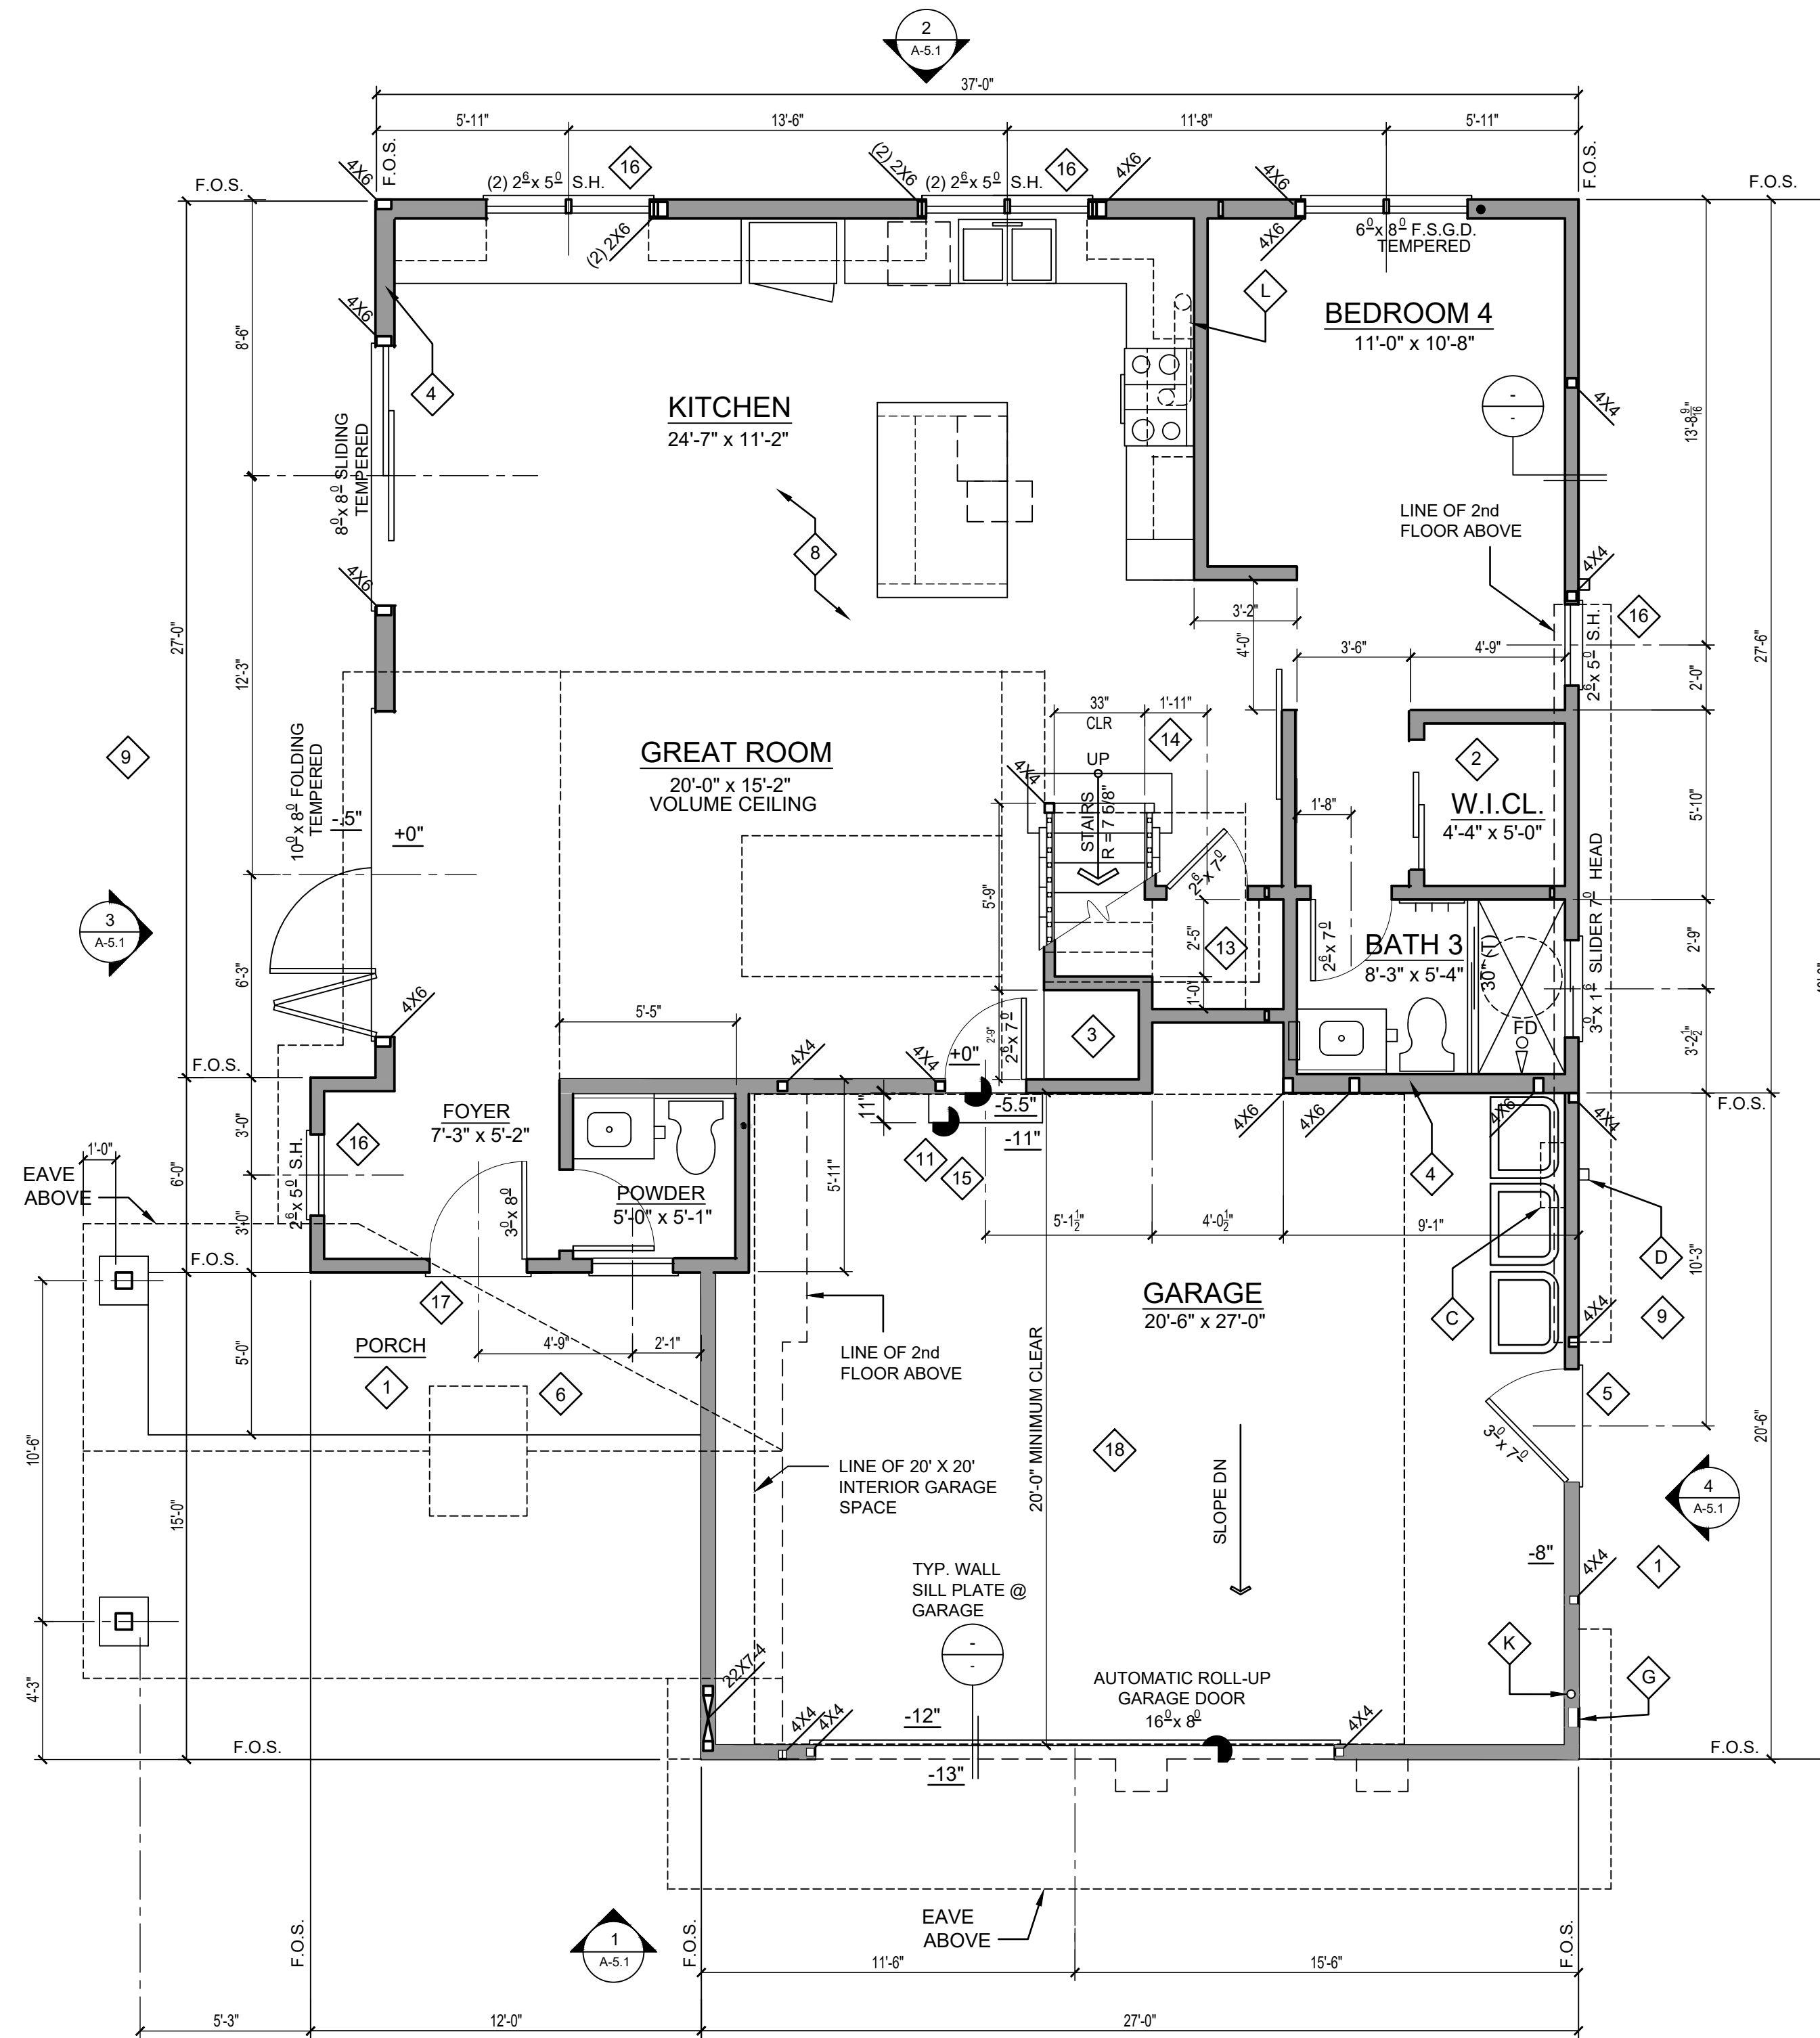 2
A-5.1
37'-0"
5'-11"
13'-6"
11'-8"
5'-11"
F.O.S.
F.O.S.
F.O.S.
F.O.S.
4X6
(2) 2⁶x 5⁰ S.H.
16
(2) 2X6
(2) 2X6
(2) 2⁶x 5⁰ S.H.
16
4X6
4X6
4X6
6⁰x 8⁰ F.S.G.D.
TEMPERED
L
BEDROOM 4
11'-0" x 10'-8"
8'-6"
4X6
4
KITCHEN
24'-7" x 11'-2"
-
-
4X4
13'-8 9/16"
8⁰x 8⁰ SLIDING
TEMPERED
8
LINE OF 2nd
FLOOR ABOVE
4X6
4X4
16
2⁶x 5⁰ S.H.
3'-2"
4'-0"
3'-6"
4'-9"
27'-0"
12'-3"
2'-0"
27'-6"
9
10⁰x 8⁰ FOLDING
TEMPERED
-.5"
+0"
GREAT ROOM
20'-0" x 15'-2"
VOLUME CEILING
33"
CLR
1'-11"
14
UP
4X4
STAIRS
R = 7 5/8"
2⁶x 7⁰
1'-8"
2
W.I.CL.
4'-4" x 5'-0"
5'-10"
3⁰x 1⁶ SLIDER 7⁰ HEAD
3
A-5.1
5'-9"
2'-5"
13
1'-0"
2⁶x 7⁰
BATH 3
8'-3" x 5'-4"
30" (L)
2'-9"
6'-3"
4X6
5'-5"
FD
3'-2½"
F.O.S.
4X4
4X4
+0"
2'-9"
2⁶x 7⁰
3
FOYER
7'-3" x 5'-2"
16
2⁶x 5⁰ S.H.
3'-0"
3'-0"
6'-0"
1'-0"
EAVE
ABOVE
11"
-5.5"
-11"
11
15
4X6
4X6
4X6
4X4
F.O.S.
4
POWDER
5'-0" x 5'-1"
3⁰x 8⁰
5'-11"
5'-1½"
4'-0½"
9'-1"
F.O.S.
17
PORCH
1
6
4'-9"
2'-1"
5'-0"
GARAGE
20'-6" x 27'-0"
C
D
9
4X4
10'-3"
LINE OF 2nd
FLOOR ABOVE
5
3⁰x 7⁰
20'-6"
10'-6"
15'-0"
20'-0" MINIMUM CLEAR
18
LINE OF 20' X 20'
INTERIOR GARAGE
SPACE
SLOPE DN
4
A-5.1
-8"
4X4
1
TYP. WALL
SILL PLATE @
GARAGE
-
-
K
G
22X7-4
4'-3"
AUTOMATIC ROLL-UP
GARAGE DOOR
16⁰x 8⁰
4X4
4X4
-12"
4X4
F.O.S.
F.O.S.
-13"
EAVE
ABOVE
1
A-5.1
F.O.S.
F.O.S.
F.O.S.
11'-6"
15'-6"
5'-3"
12'-0"
27'-0"